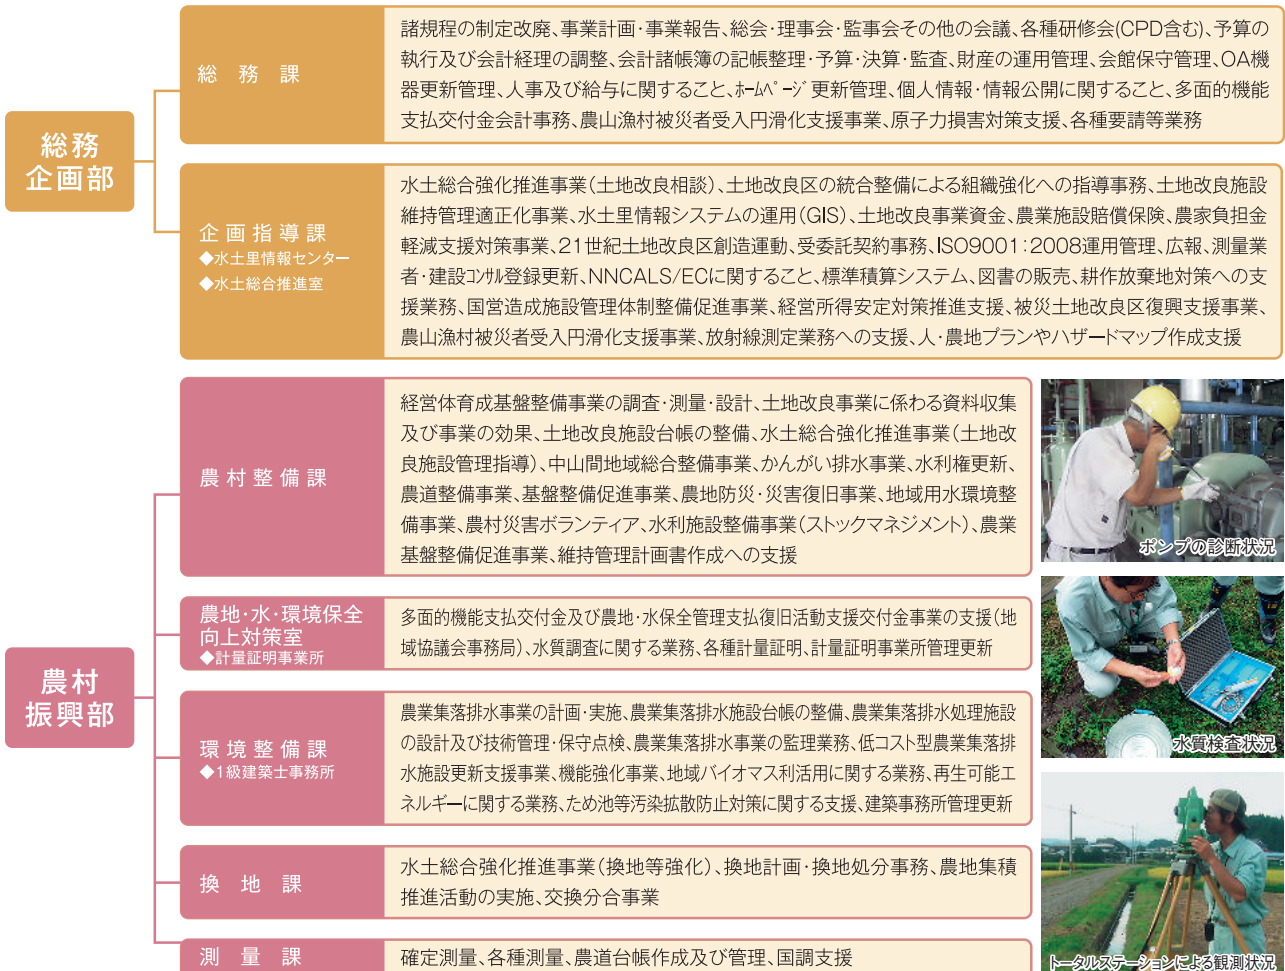 総務
企画部
総務課
諸規程の制定改廃、事業計画・事業報告、総会・理事会・監事会その他の会議、各種研修会(CPD含む)、予算の
執行及び会計経理の調整、会計諸帳簿の記帳整理・予算・決算・監査、財産の運用管理、会館保守管理、OA機
器更新管理、人事及び給与に関すること、ホームページ更新管理、個人情報・情報公開に関すること、多面的機能
支払交付金会計事務、農山漁村被災者受入円滑化支援事業、原子力損害対策支援、各種要請等業務
企画指導課
◆水土里情報センター
◆水土総合推進室
水土総合強化推進事業(土地改良相談)、土地改良区の統合整備による組織強化への指導事務、土地改良施設
維持管理適正化事業、水土里情報システムの運用(GIS)、土地改良事業資金、農業施設賠償保険、農家負担金
軽減支援対策事業、21世紀土地改良区創造運動、受委託契約事務、ISO9001:2008運用管理、広報、測量業
者・建設コンサル登録更新、NNCALS/ECに関すること、標準積算システム、図書の販売、耕作放棄地対策への支
援業務、国営造成施設管理体制整備促進事業、経営所得安定対策推進支援、被災土地改良区復興支援事業、
農山漁村被災者受入円滑化支援事業、放射線測定業務への支援、人・農地プランやハザードマップ作成支援
農村
振興部
農村整備課
経営体育成基盤整備事業の調査・測量・設計、土地改良事業に係わる資料収集
及び事業の効果、土地改良施設台帳の整備、水土総合強化推進事業(土地改
良施設管理指導)、中山間地域総合整備事業、かんがい排水事業、水利権更新、
農道整備事業、基盤整備促進事業、農地防災・災害復旧事業、地域用水環境整
備事業、農村災害ボランティア、水利施設整備事業(ストックマネジメント)、農業
基盤整備促進事業、維持管理計画書作成への支援
農地・水・環境保全
向上対策室
◆計量証明事業所
多面的機能支払交付金及び農地・水保全管理支払復旧活動支援交付金事業の支援(地
域協議会事務局)、水質調査に関する業務、各種計量証明、計量証明事業所管理更新
環境整備課
◆1級建築士事務所
農業集落排水事業の計画・実施、農業集落排水施設台帳の整備、農業集落排水処理施設
の設計及び技術管理・保守点検、農業集落排水事業の監理業務、低コスト型農業集落排
水施設更新支援事業、機能強化事業、地域バイオマス利活用に関する業務、再生可能エ
ネルギーに関する業務、ため池等汚染拡散防止対策に関する支援、建築事務所管理更新
換地課
水土総合強化推進事業(換地等強化)、換地計画・換地処分事務、農地集積
推進活動の実施、交換分合事業
測量課
確定測量、各種測量、農道台帳作成及び管理、国調支援
ポンプの診断状況
水質検査状況
トータルステーションによる観測状況